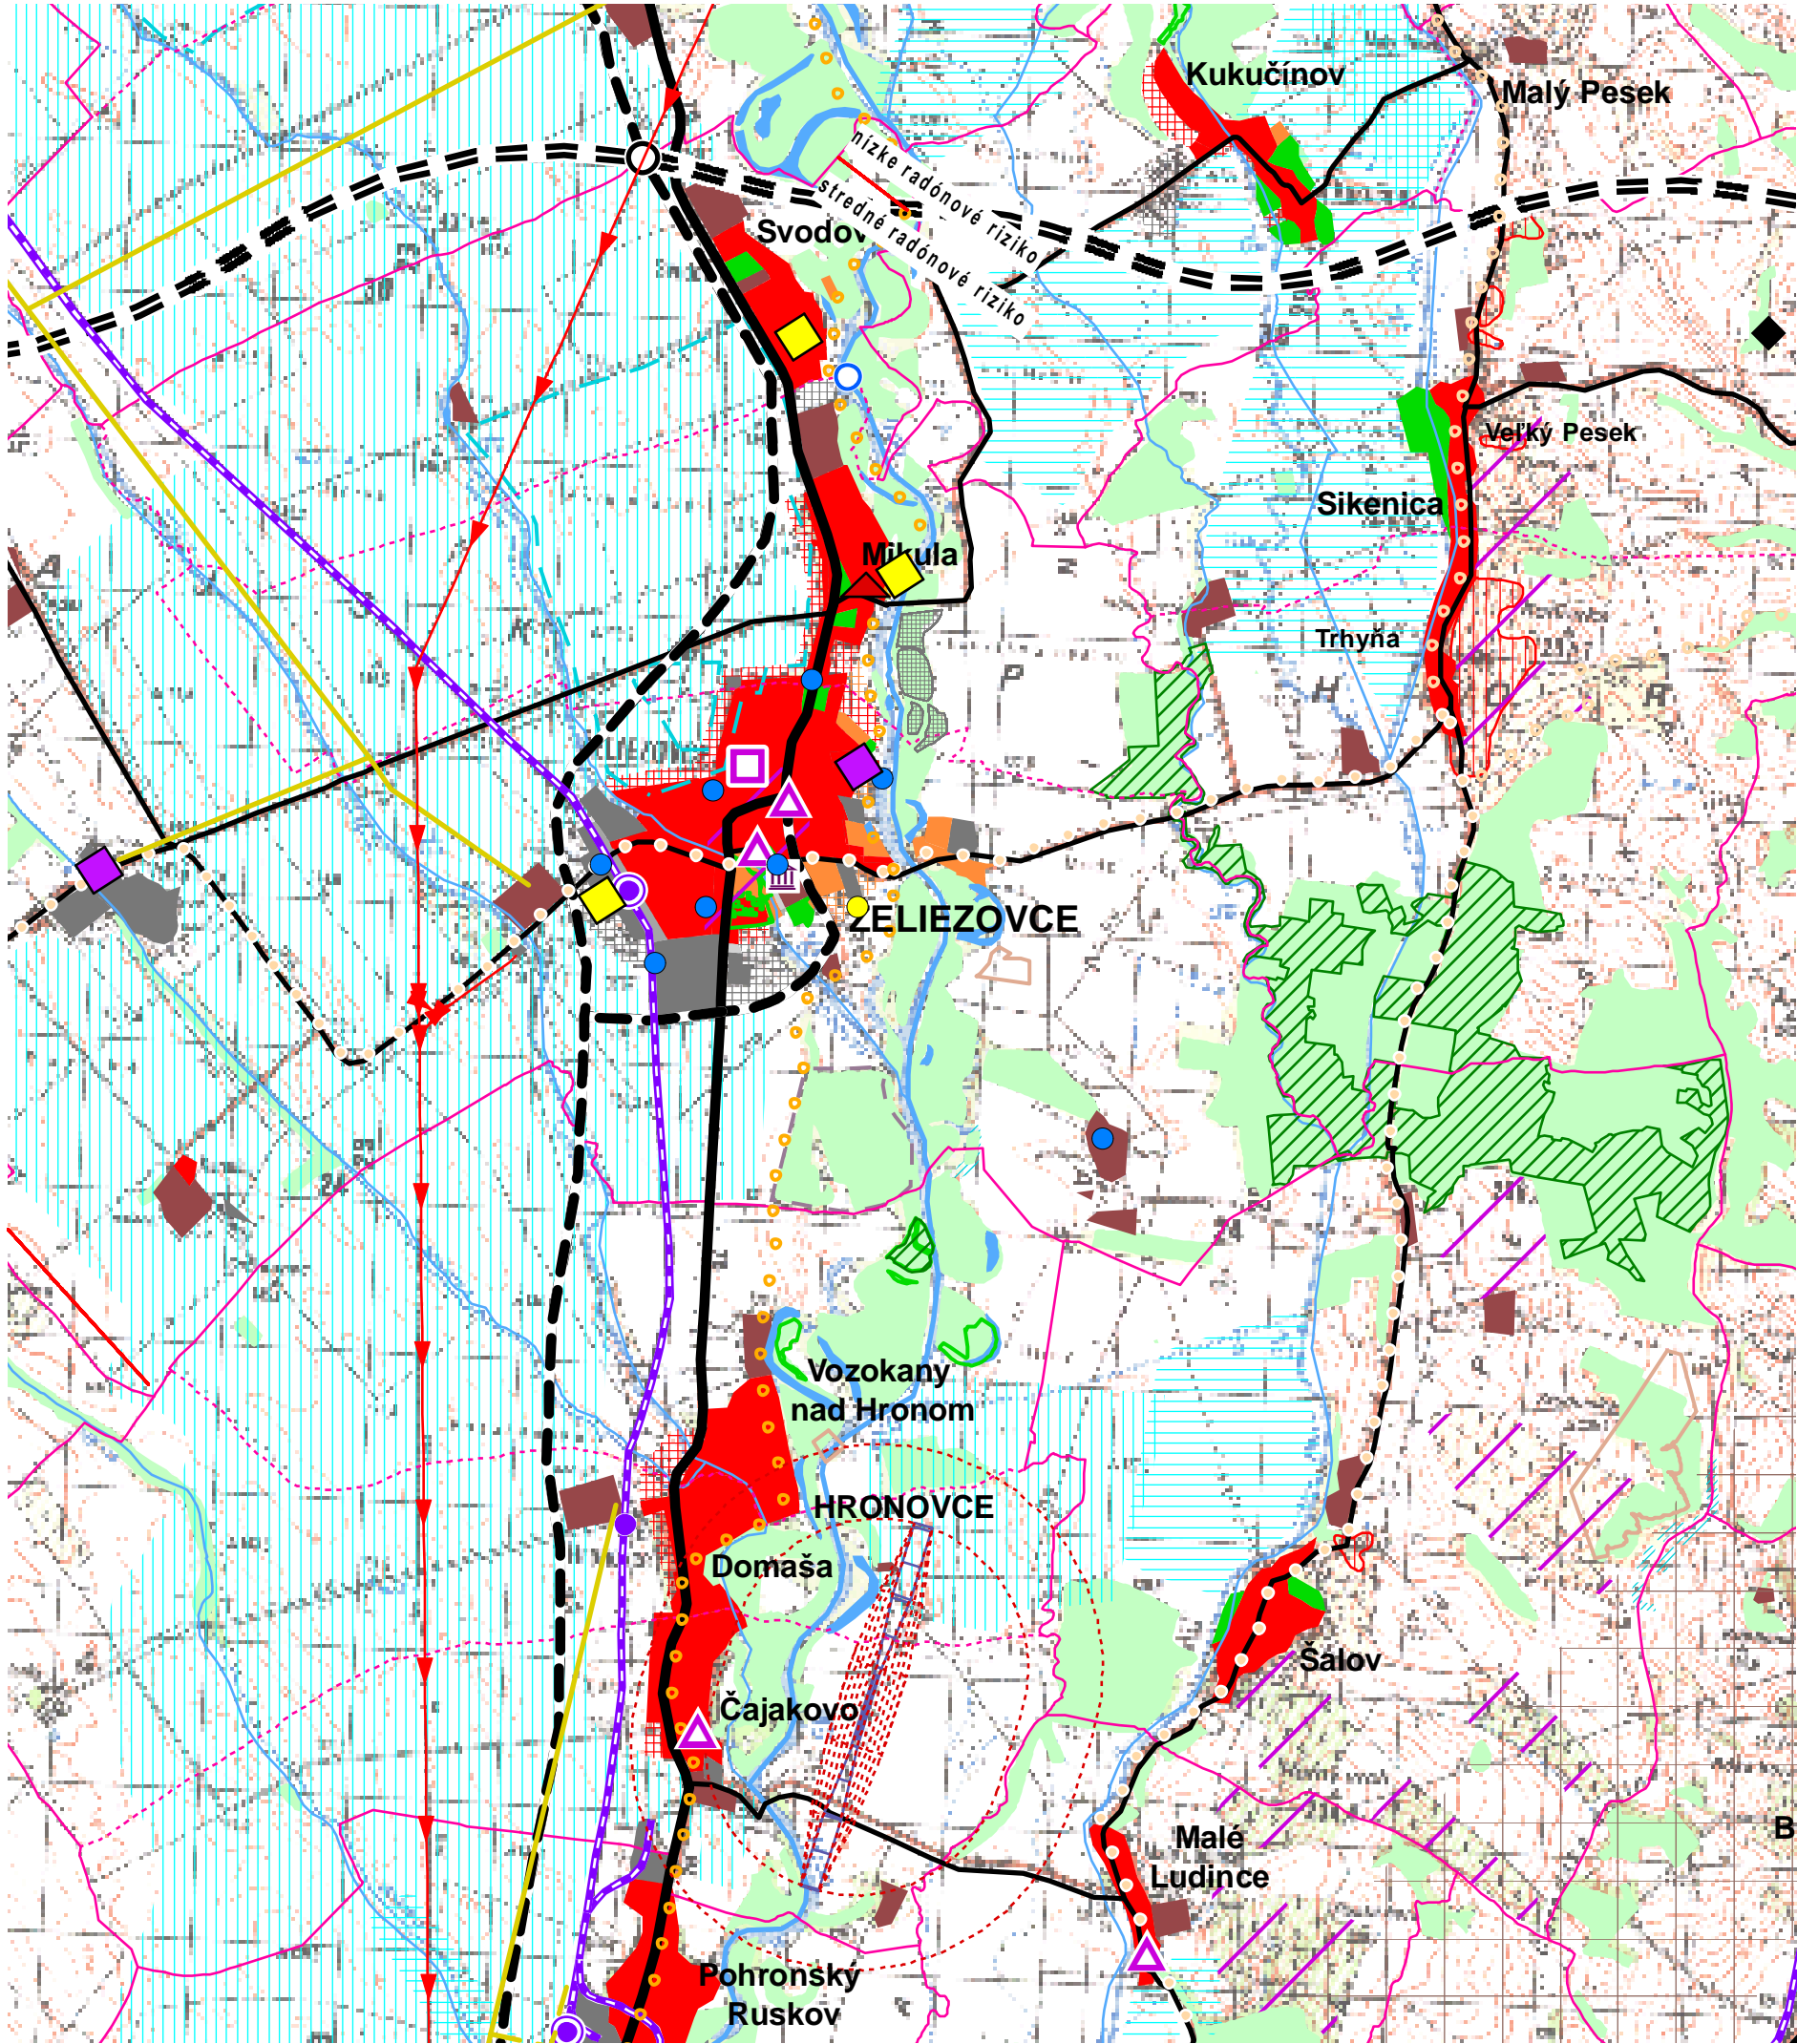 Kukučínov
Malý Pesek
nízke radónové riziko
stredné radónové riziko
Svodov
Veľký Pesek
Sikenica
Mikula
Trhyňa
ŽELIEZOVCE
Vozokany
nad Hronom
HRONOVCE
Domaša
Šalov
Čajakovo
Malé
Ludince
B
Pohronský
Ruskov